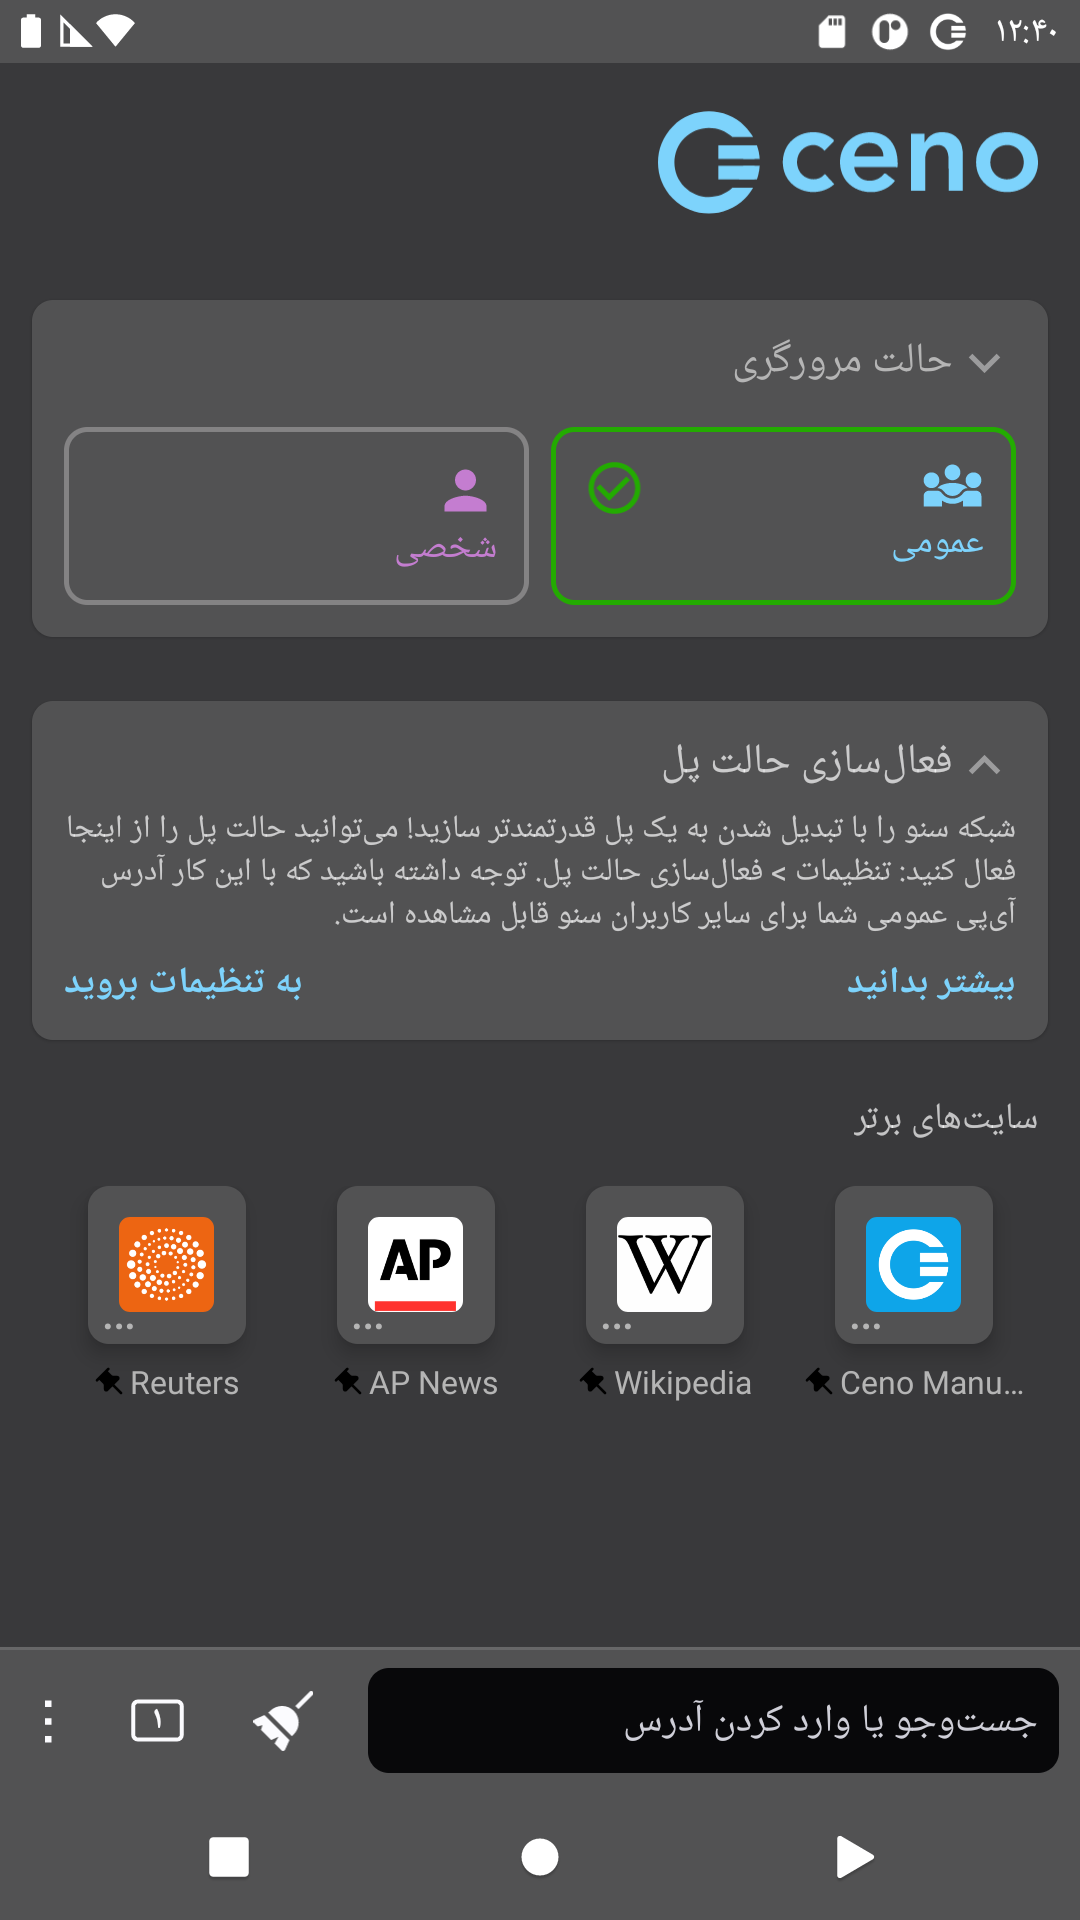 ۱۲:۴۰
ceno
حالت مرورگری
عمومی
شخصی
فعال‌سازی حالت پل
شبکه سنو را با تبدیل شدن به یک پل قدرتمندتر سازید! می‌توانید حالت پل را از اینجا
فعال کنید: تنظیمات > فعال‌سازی حالت پل. توجه داشته باشید که با این کار آدرس
آی‌پی عمومی شما برای سایر کاربران سنو قابل مشاهده است.
بیشتر بدانید
به تنظیمات بروید
سایت‌های برتر
W
AP
Ceno Manu...
Wikipedia
AP News
Reuters
جست‌وجو یا وارد کردن آدرس
۱